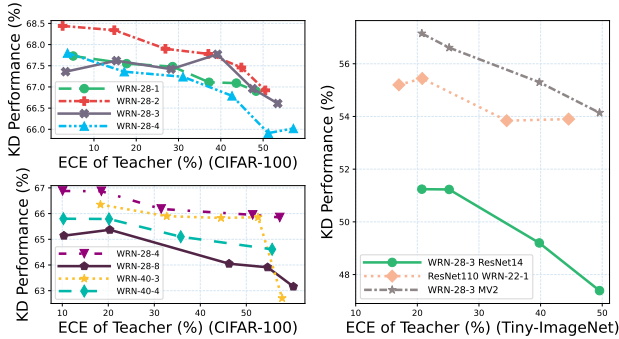 KD Performance (%)
68.5
68.0
67.5
67.0
66.5
66.0
WRN-28-1
WRN-28-2
WRN-28-3
WRN-28-4
10
20
30
40
50
ECE of Teacher (%) (CIFAR-100)
KD Performance (%)
67
66
65
64
63
WRN-28-4
WRN-28-8
WRN-40-3
WRN-40-4
10
20
30
40
50
60
ECE of Teacher (%) (CIFAR-100)
KD Performance (%)
56
54
52
50
48
WRN-28-3 ResNet14
ResNet110 WRN-22-1
WRN-28-3 MV2
10
20
30
40
50
ECE of Teacher (%) (Tiny-ImageNet)